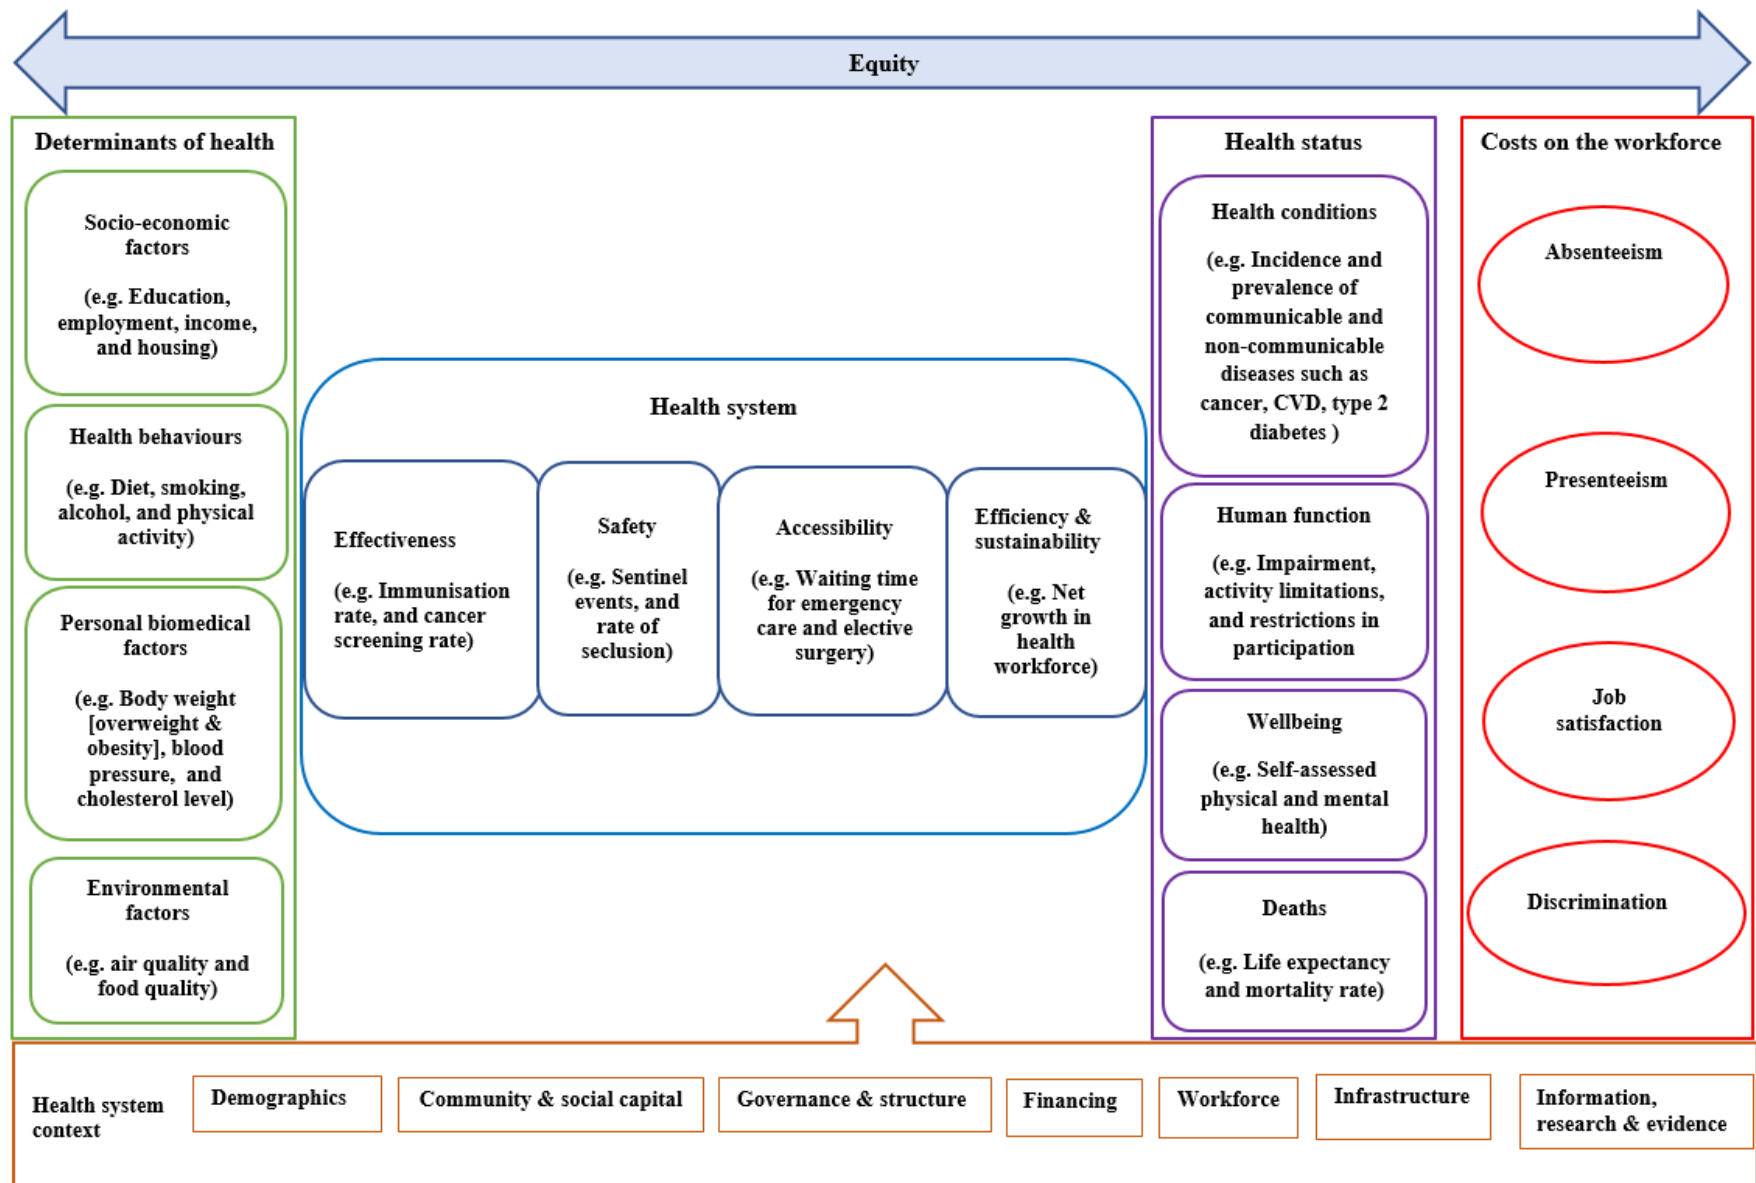 Equity
Determinants of health
Socio-economic
factors
(e.g. Education,
employment, income,
and housing)
Health behaviours
(e.g. Diet, smoking,
alcohol, and physical
activity)
Personal biomedical
factors
(e.g. Body weight
[overweight &
obesity], blood
pressure, and
cholesterol level)
Environmental
factors
(e.g. air quality and
food quality)
Health system
Effectiveness
(e.g. Immunisation
rate, and cancer
screening rate)
Safety
(e.g. Sentinel
events, and
rate of
seclusion)
Accessibility
(e.g. Waiting time
for emergency
care and elective
surgery)
Efficiency &
sustainability
(e.g. Net
growth in
health
workforce)
Health status
Health conditions
(e.g. Incidence and
prevalence of
communicable and
non-communicable
diseases such as
cancer, CVD, type 2
diabetes )
Human function
(e.g. Impairment,
activity limitations,
and restrictions in
participation
Wellbeing
(e.g. Self-assessed
physical and mental
health)
Deaths
(e.g. Life expectancy
and mortality rate)
Costs on the workforce
Absenteeism
Presenteeism
Job
satisfaction
Discrimination
Health system
context
Demographics
Community & social capital
Governance & structure
Financing
Workforce
Infrastructure
Information,
research & evidence